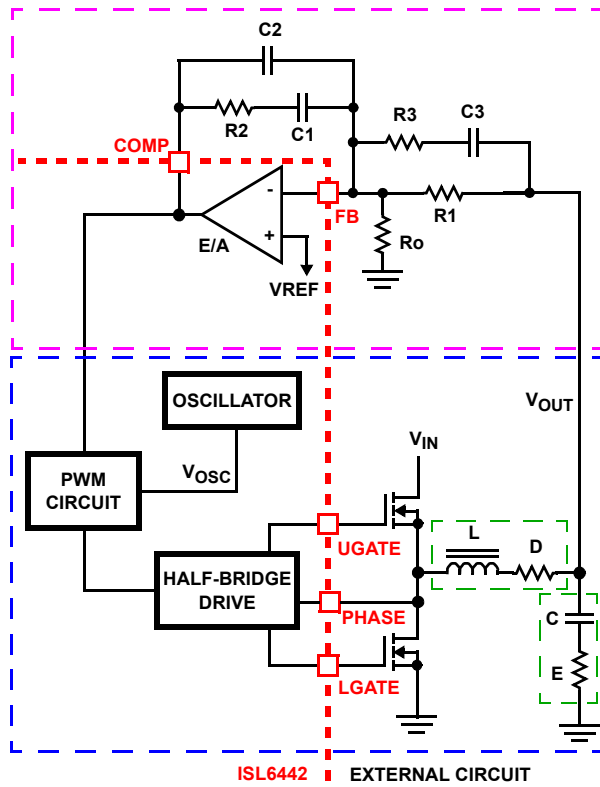 C2
R2
C1
R3
C3
COMP
-
FB
R1
E/A
+
Ro
VREF
OSCILLATOR
VOUT
PWM
CIRCUIT
VOSC
VIN
UGATE
L
D
HALF-BRIDGE
DRIVE
PHASE
C
LGATE
E
ISL6442
EXTERNAL CIRCUIT